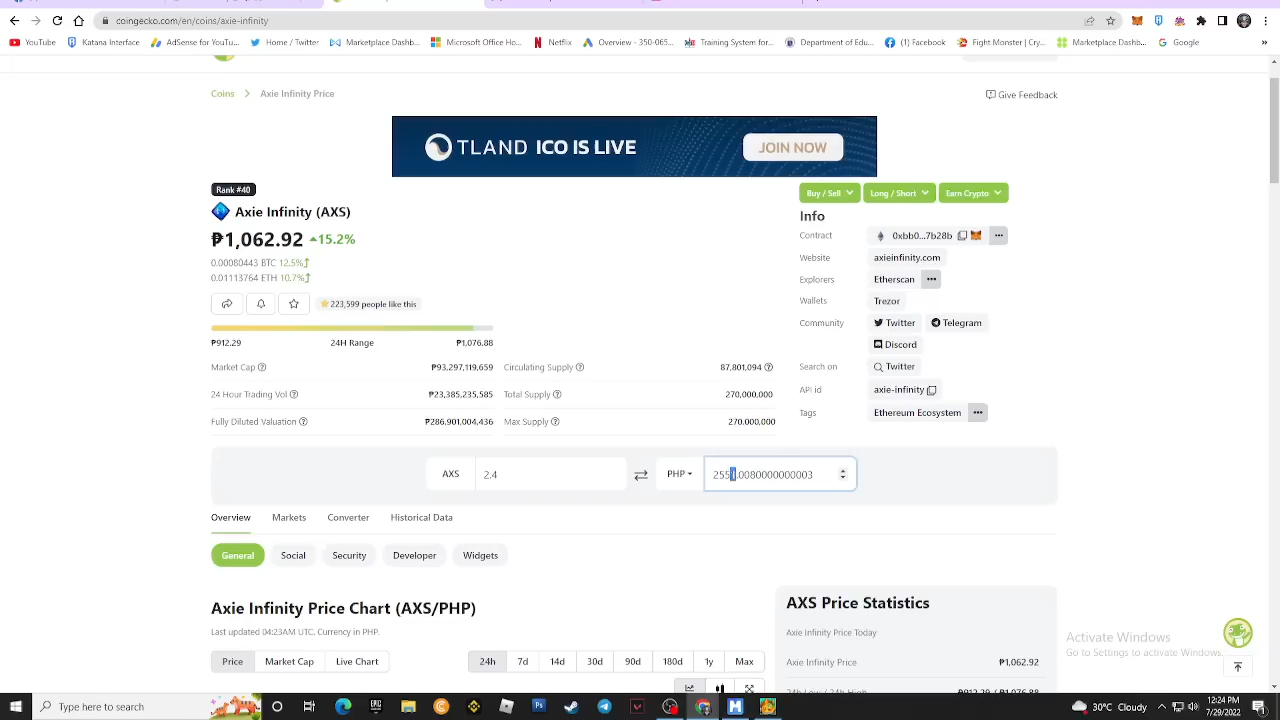 coingecko.com/en/coins/axie-infinity
YouTube Katana Interface AdSense for YouTu... Home / Twitter Marketplace Dashb... Microsoft Office Ho... Netflix Overview - 350-065... Training System for... Department of Edu... (1) Facebook Fight Monster | Cry... Marketplace Dashb... Google »
Coins Axie Infinity Price
Give Feedback
TLAND ICO IS LIVE JOIN NOW
Rank #40
Buy / Sell Long / Short Earn Crypto
Axie Infinity (AXS)
Info
₱1,062.92 15.2%
Contract 0xbb0...7b28b
0.00080443 BTC 12.5%
Website axieinfinity.com
0.01113764 ETH 10.7%
Explorers Etherscan
223,599 people like this
Wallets Trezor
Community Twitter Telegram
₱912.29 24H Range ₱1,076.88
Discord
Market Cap ₱93,297,119,659 Circulating Supply 87,801,094
Search on Twitter
API id axie-infinity
24 Hour Trading Vol ₱23,385,235,585 Total Supply 270,000,000
Tags Ethereum Ecosystem
Fully Diluted Valuation ₱286,901,004,436 Max Supply 270,000,000
AXS 2.4 PHP 2551.0080000000003
Overview Markets Converter Historical Data
General Social Security Developer Widgets
Axie Infinity Price Chart (AXS/PHP)
AXS Price Statistics
Last updated 04:23AM UTC. Currency in PHP.
Axie Infinity Price Today
Activate Windows
Go to Settings to activate Windows.
Price Market Cap Live Chart 24h 7d 14d 30d 90d 180d 1y Max
Axie Infinity Price ₱1,062.92
24h Low / 24h High ₱912.29 / ₱1,076.88
Type here to search
30°C Cloudy
12:24 PM
7/29/2022